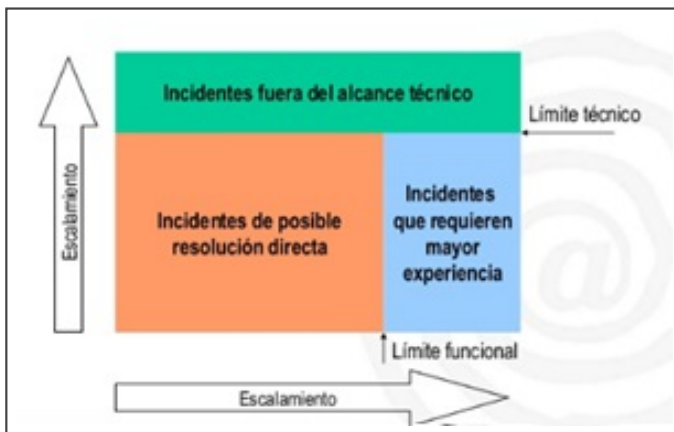 Incidentes fuera del alcance técnico
Límite técnico
Escalamiento
Incidentes de posible
resolución directa
Incidentes
que requieren
mayor
experiencia
Límite funcional
Escalamiento